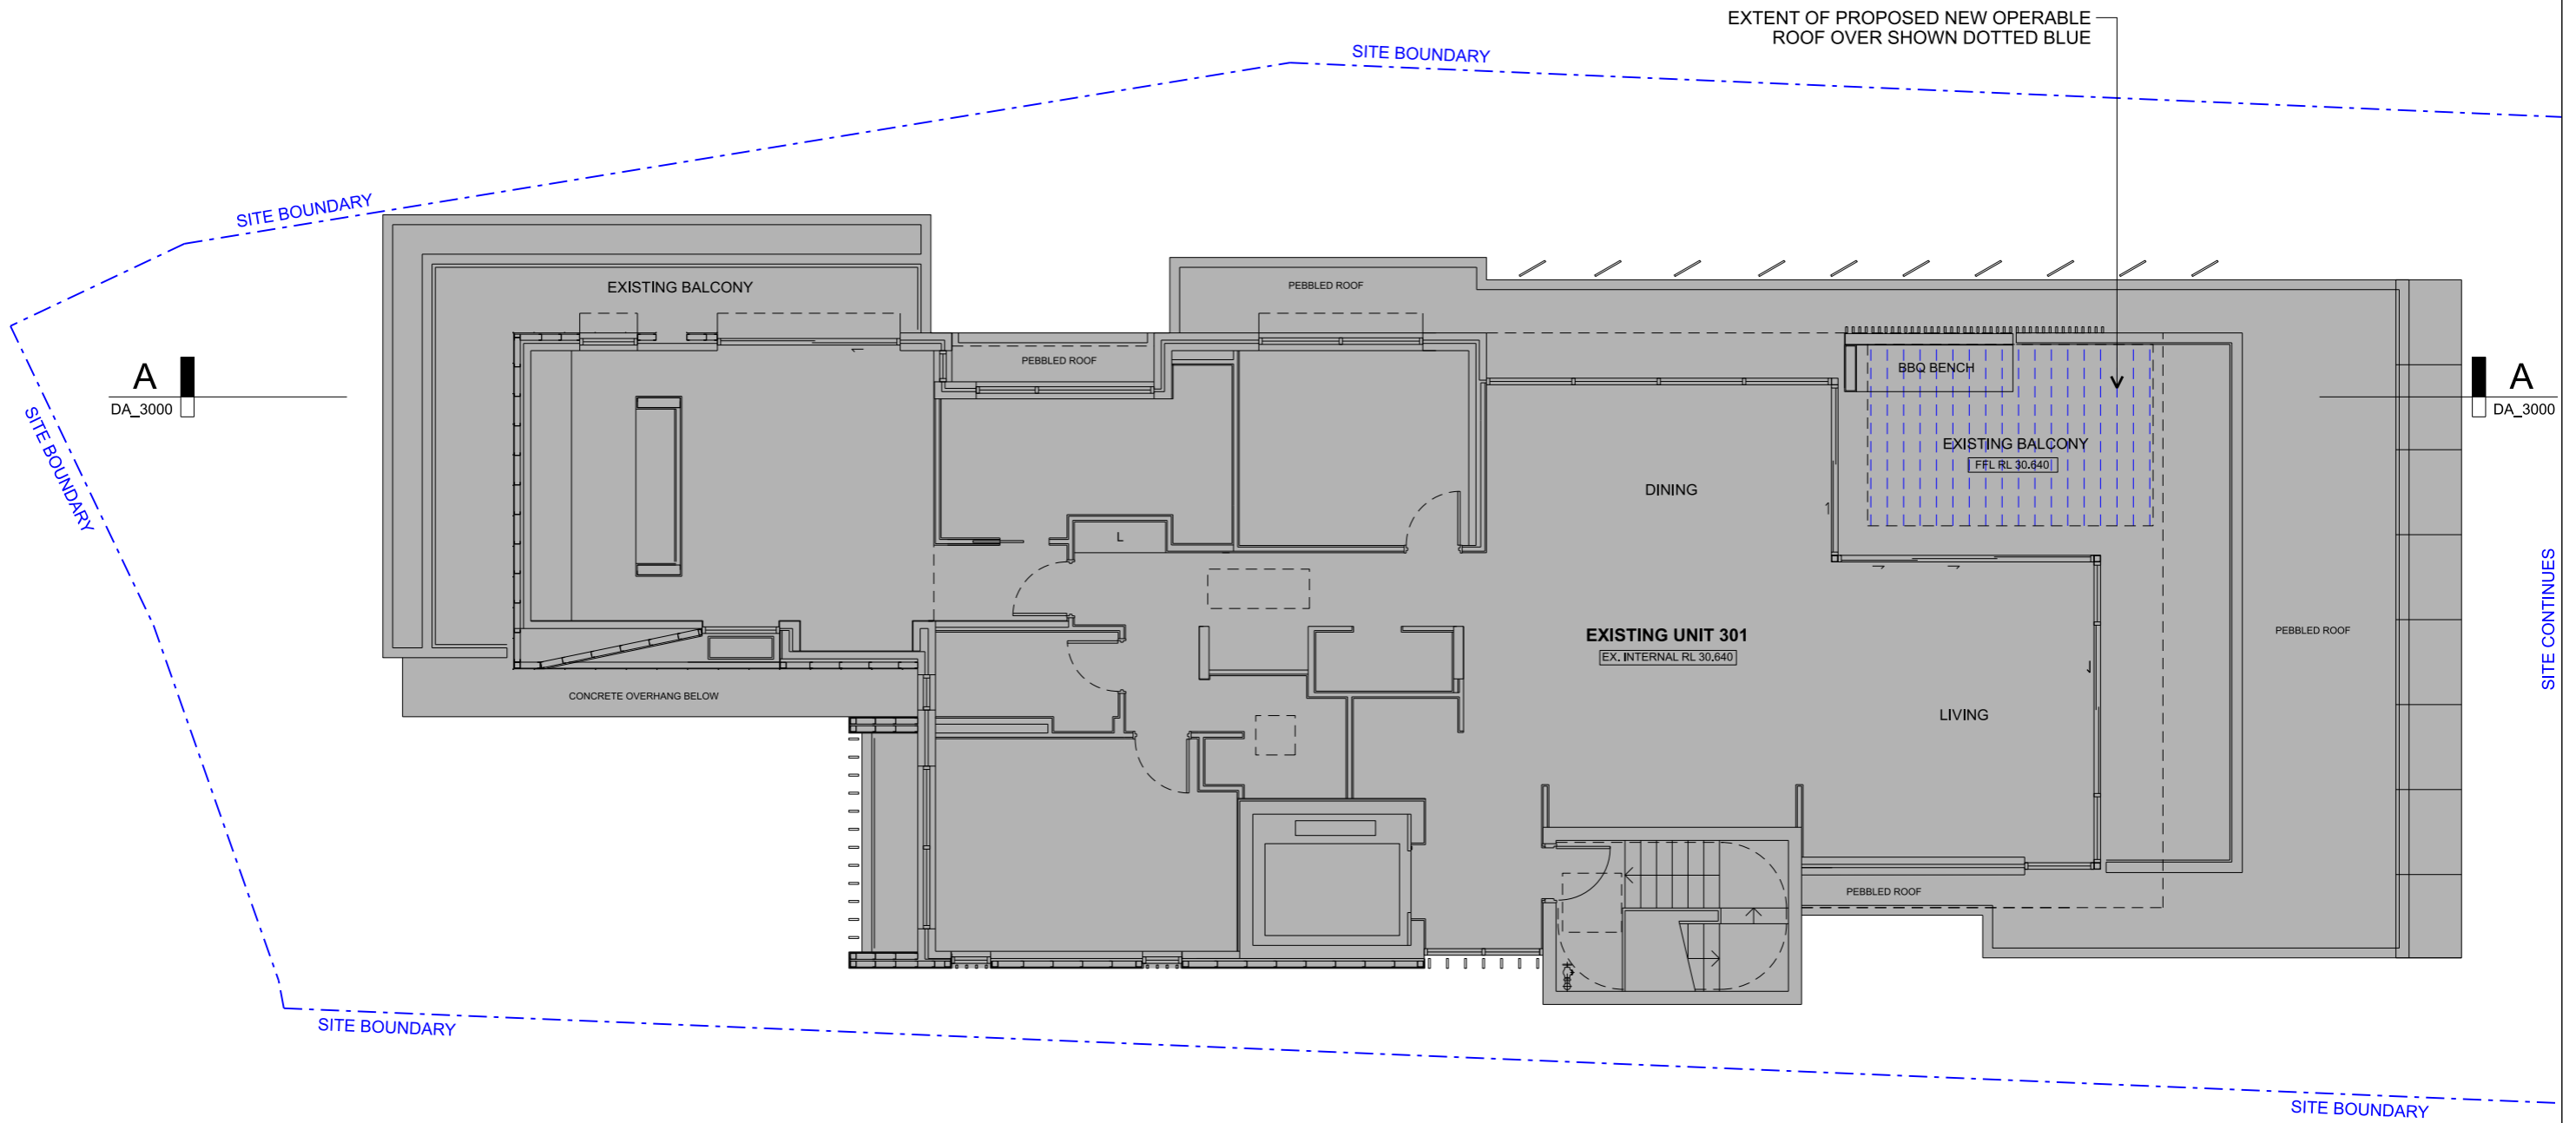 EXTENT OF PROPOSED NEW OPERABLE
ROOF OVER SHOWN DOTTED BLUE
SITE BOUNDARY
SITE BOUNDARY
EXISTING BALCONY
PEBBLED ROOF
PEBBLED ROOF
BBQ BENCH
A
DA_3000
A
DA_3000
SITE BOUNDARY
EXISTING BALCONY
FFL RL 30.640
DINING
L
SITE CONTINUES
EXISTING UNIT 301
EX. INTERNAL RL 30.640
PEBBLED ROOF
CONCRETE OVERHANG BELOW
LIVING
PEBBLED ROOF
SITE BOUNDARY
SITE BOUNDARY